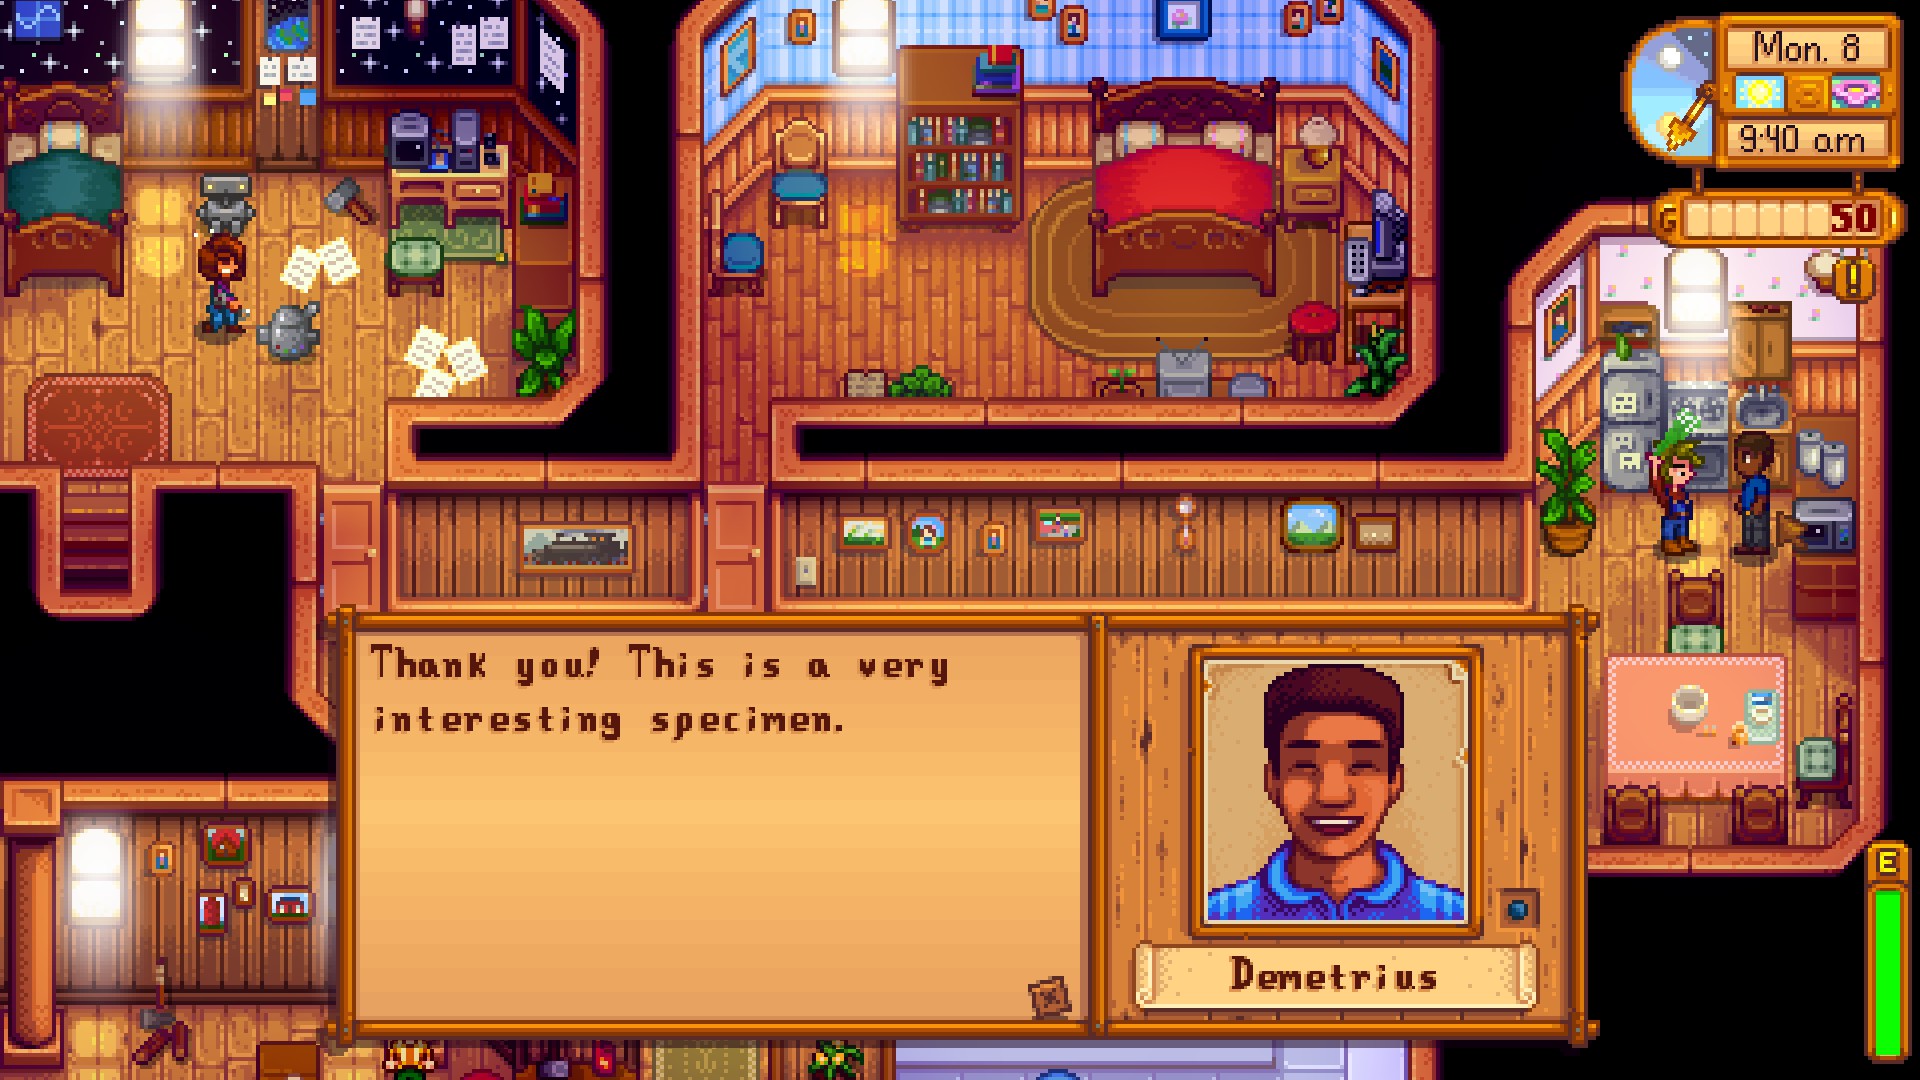 Mon. 8
9:40 am
G 50
!
Thank you! This is a very
interesting specimen.
Demetrius
E